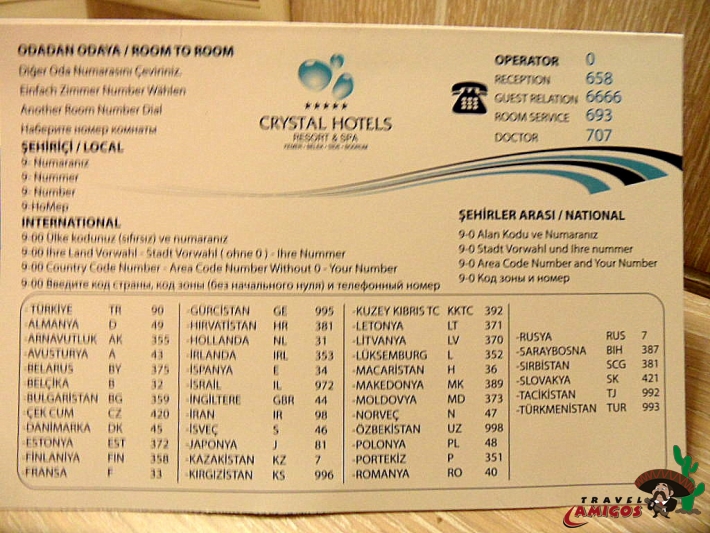 ODADAN ODAYA / ROOM TO ROOM
Diğer Oda Numarasını Çeviriniz.
Einfach Zimmer Nummer Wählen
Another Room Number Dial
Наберите номер комнаты
ŞEHİRİÇİ / LOCAL
9- Numaranız
9- Nummer
9- Number
9-НоМер
CRYSTAL HOTELS
RESORT & SPA
OPERATOR 0
RECEPTION 658
GUEST RELATION 6666
ROOM SERVICE 693
DOCTOR 707
INTERNATIONAL
9-00 Ülke kodunuz (sıfırsız) ve numaranız
9-00 Ihre Land Vorwahl - Stadt Vorwahl ( ohne 0 ) - Ihre Nummer
9-00 Country Code Number - Area Code Number Without 0 - Your Number
9-00 Введите код страны, код зоны (без начального нуля) и телефонный номер
ŞEHİRLER ARASI / NATIONAL
9-0 Alan Kodu ve Numaranız
9-0 Stadt Vorwahl und Ihre nummer
9-0 Area Code Number and Your Number
9-0 Код зоны и номер
-TÜRKİYE TR 90
-ALMANYA D 49
-ARNAVUTLUK AK 355
-AVUSTURYA A 43
-BELARUS BY 375
-BELÇİKA B 32
-BULGARİSTAN BG 359
-ÇEK CUM CZ 420
-DANİMARKA DK 45
-ESTONYA EST 372
-FİNLANİYA FIN 358
-FRANSA F 33
-GÜRCİSTAN GE 995
-HIRVATİSTAN HR 381
-HOLLANDA NL 31
-İRLANDA IRL 353
-İSPANYA E 34
-İSRAİL IL 972
-İNGİLTERE GBR 44
-İRAN IR 98
-İSVEÇ S 46
-JAPONYA J 81
-KAZAKİSTAN KZ 7
-KIRGIZİSTAN KS 996
-KUZEY KIBRIS TC KKTC 392
-LETONYA LT 371
-LİTVANYA LV 370
-LÜKSEMBURG L 352
-MACARİSTAN H 36
-MAKEDONYA MK 389
-MOLDOVYA MD 373
-NORVEÇ N 47
-ÖZBEKİSTAN UZ 998
-POLONYA PL 48
-PORTEKİZ P 351
-ROMANYA RO 40
-RUSYA RUS 7
-SARAYBOSNA BIH 387
-SIRBİSTAN SCG 381
-SLOVAKYA SK 421
-TACİKİSTAN TJ 992
-TÜRKMENİSTAN TUR 993
TRAVEL
AMIGOS